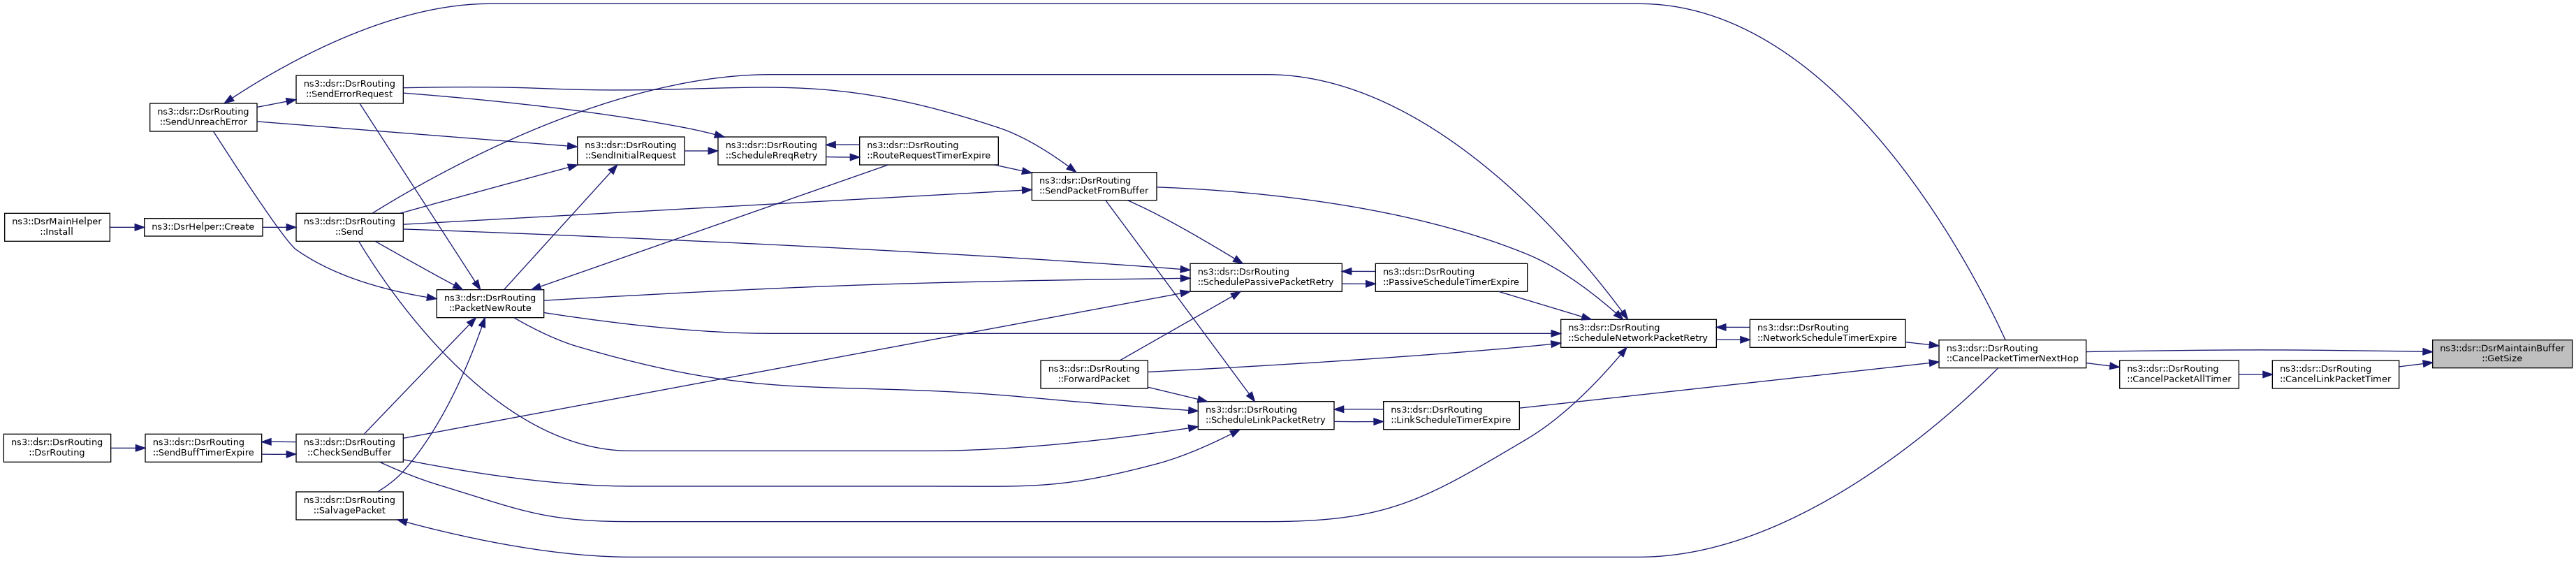 ns3::dsr::DsrRouting
::SendErrorRequest
ns3::dsr::DsrRouting
::SendUnreachError
ns3::dsr::DsrRouting
::SendInitialRequest
ns3::dsr::DsrRouting
::ScheduleRreqRetry
ns3::dsr::DsrRouting
::RouteRequestTimerExpire
ns3::dsr::DsrRouting
::SendPacketFromBuffer
ns3::DsrMainHelper
::Install
ns3::DsrHelper::Create
ns3::dsr::DsrRouting
::Send
ns3::dsr::DsrRouting
::SchedulePassivePacketRetry
ns3::dsr::DsrRouting
::PassiveScheduleTimerExpire
ns3::dsr::DsrRouting
::PacketNewRoute
ns3::dsr::DsrRouting
::ScheduleNetworkPacketRetry
ns3::dsr::DsrRouting
::NetworkScheduleTimerExpire
ns3::dsr::DsrRouting
::CancelPacketTimerNextHop
ns3::dsr::DsrMaintainBuffer
::GetSize
ns3::dsr::DsrRouting
::ForwardPacket
ns3::dsr::DsrRouting
::CancelPacketAllTimer
ns3::dsr::DsrRouting
::CancelLinkPacketTimer
ns3::dsr::DsrRouting
::ScheduleLinkPacketRetry
ns3::dsr::DsrRouting
::LinkScheduleTimerExpire
ns3::dsr::DsrRouting
::DsrRouting
ns3::dsr::DsrRouting
::SendBuffTimerExpire
ns3::dsr::DsrRouting
::CheckSendBuffer
ns3::dsr::DsrRouting
::SalvagePacket